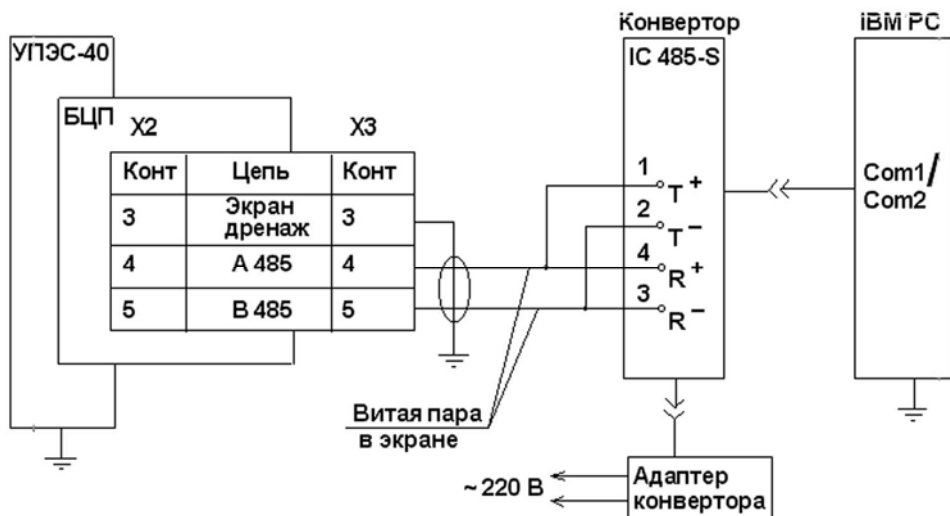 УПЭС-40
БЦП
X2
X3
Конт Цепь Конт
3 Экран дренаж 3
4 А 485 4
5 В 485 5
Витая пара
в экране
Конвертор
IC 485-S
1
T+
2
T−
4
R+
3
R−
iBM PC
Com1/
Com2
~ 220 В
Адаптер
конвертора